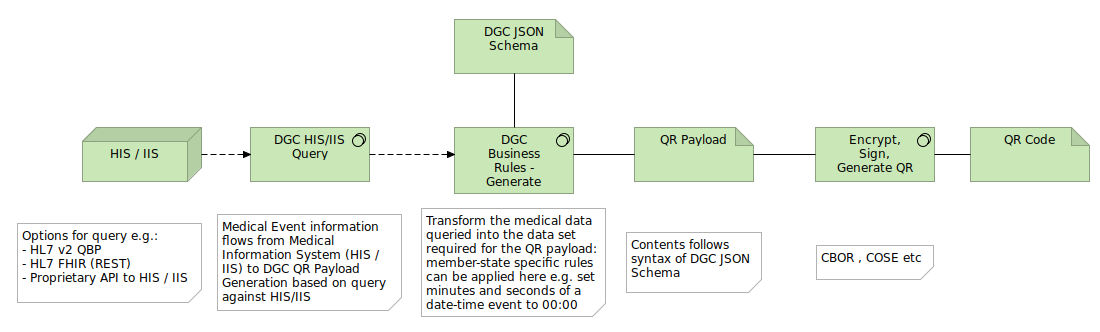 DGC JSON
Schema
HIS / IIS
DGC HIS/IIS
Query
DGC
Business
Rules -
Generate
QR Payload
Encrypt,
Sign,
Generate QR
QR Code
Options for query e.g.:
- HL7 v2 QBP
- HL7 FHIR (REST)
- Proprietary API to HIS / IIS
Medical Event information
flows from Medical
Information System (HIS /
IIS) to DGC QR Payload
Generation based on query
against HIS/IIS
Transform the medical data
queried into the data set
required for the QR payload:
member-state specific rules
can be applied here e.g. set
minutes and seconds of a
date-time event to 00:00
Contents follows
syntax of DGC JSON
Schema
CBOR , COSE etc